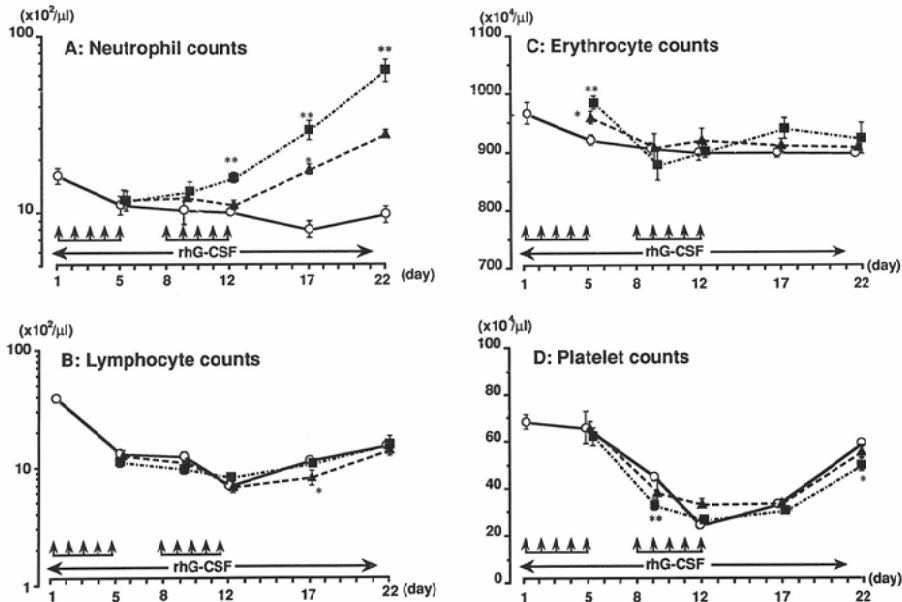 (x10²/μl)
A: Neutrophil counts
100
10
**
**
**
*
rhG-CSF
1 5 8 12 17 22 (day)
(x10²/μl)
B: Lymphocyte counts
100
10
1
*
rhG-CSF
1 5 8 12 17 22 (day)
(x10⁴/μl)
C: Erythrocyte counts
1100
1000
900
800
700
**
*
rhG-CSF
1 5 8 12 17 22 (day)
(x10⁴/μl)
D: Platelet counts
100
80
60
40
20
0
**
*
rhG-CSF
1 5 8 12 17 22 (day)